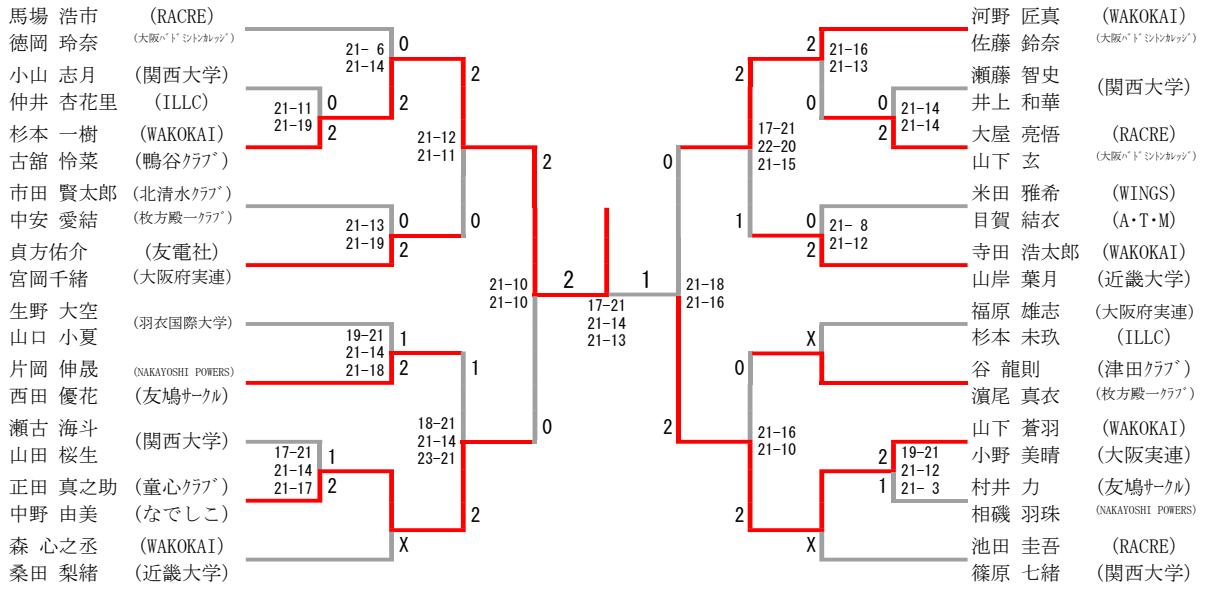 馬場 浩市 (RACRE)
徳岡 玲奈 (大阪ﾊﾞﾄﾞﾐﾝﾄﾝｶﾚｯｼﾞ)
小山 志月 (関西大学)
仲井 杏花里 (ILLC)
杉本 一樹 (WAKOKAI)
古舘 怜菜 (鴨谷ｸﾗﾌﾞ)
市田 賢太郎 (北清水ｸﾗﾌﾞ)
中安 愛結 (枚方殿一ｸﾗﾌﾞ)
貞方佑介 (友電社)
宮岡千緒 (大阪府実連)
生野 大空
山口 小夏
(羽衣国際大学)
片岡 伸晟 (NAKAYOSHI POWERS)
西田 優花 (友鳩ｻｰｸﾙ)
瀬古 海斗
山田 桜生
(関西大学)
正田 真之助 (童心ｸﾗﾌﾞ)
中野 由美 (なでしこ)
森 心之丞 (WAKOKAI)
桑田 梨緒 (近畿大学)
21-11
21-19
0
2
17-21
21-14
21-17
1
2
21- 6
21-14
0
2
21-13
21-19
0
2
19-21
21-14
21-18
1
2
X
21-12
21-11
2
0
18-21
21-14
23-21
1
2
21-10
21-10
2
0
2
1
17-21
21-14
21-13
21-18
21-16
0
2
17-21
22-20
21-15
2
1
21-16
21-10
0
2
21-16
21-13
2
0
21- 8
21-12
0
2
X
X
21-14
21-14
0
2
19-21
21-12
21- 3
2
1
河野 匠真 (WAKOKAI)
佐藤 鈴奈 (大阪ﾊﾞﾄﾞﾐﾝﾄﾝｶﾚｯｼﾞ)
瀬藤 智史
井上 和華
(関西大学)
大屋 亮悟 (RACRE)
山下 玄 (大阪ﾊﾞﾄﾞﾐﾝﾄﾝｶﾚｯｼﾞ)
米田 雅希 (WINGS)
目賀 結衣 (A・T・M)
寺田 浩太郎 (WAKOKAI)
山岸 葉月 (近畿大学)
福原 雄志 (大阪府実連)
杉本 未玖 (ILLC)
谷 龍則 (津田ｸﾗﾌﾞ)
濵尾 真衣 (枚方殿一ｸﾗﾌﾞ)
山下 蒼羽 (WAKOKAI)
小野 美晴 (大阪実連)
村井 力 (友鳩ｻｰｸﾙ)
相磯 羽珠 (NAKAYOSHI POWERS)
池田 圭吾 (RACRE)
篠原 七緒 (関西大学)